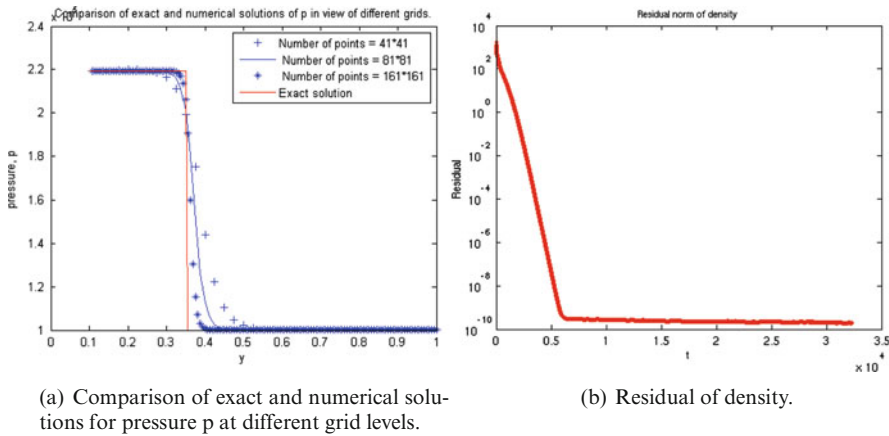 Comparison of exact and numerical solutions of p in view of different grids.
× 10^5
Number of points = 41*41
Number of points = 81*81
Number of points = 161*161
Exact solution
2.4
2.2
2
1.8
1.6
1.4
1.2
1
pressure, p
0 0.1 0.2 0.3 0.4 0.5 0.6 0.7 0.8 0.9 1
y
(a) Comparison of exact and numerical solu-
tions for pressure p at different grid levels.
Residual norm of density
10^4
10^2
10^0
10^-2
10^-4
10^-6
10^-8
10^-10
Residual
0 0.5 1 1.5 2 2.5 3 3.5
t
× 10^4
(b) Residual of density.